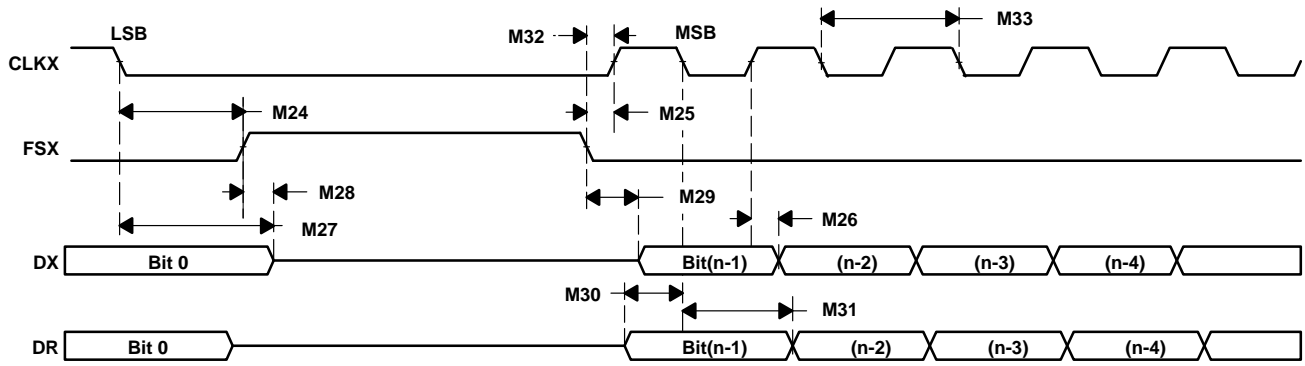 LSB
M32
MSB
M33
CLKX
M24
M25
FSX
M28
M29
M27
M26
DX
Bit 0
Bit(n-1)
(n-2)
(n-3)
(n-4)
M30
M31
DR
Bit 0
Bit(n-1)
(n-2)
(n-3)
(n-4)